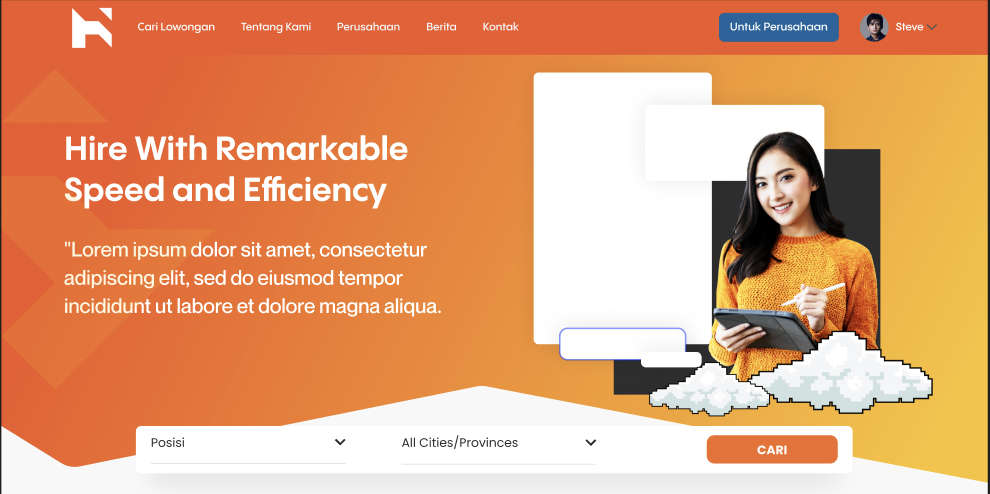 Cari Lowongan
Tentang Kami
Perusahaan
Berita
Kontak
Untuk Perusahaan
Steve
Hire With Remarkable
Speed and Efficiency
"Lorem ipsum dolor sit amet, consectetur
adipiscing elit, sed do eiusmod tempor
incididunt ut labore et dolore magna aliqua.
Posisi
All Cities/Provinces
CARI